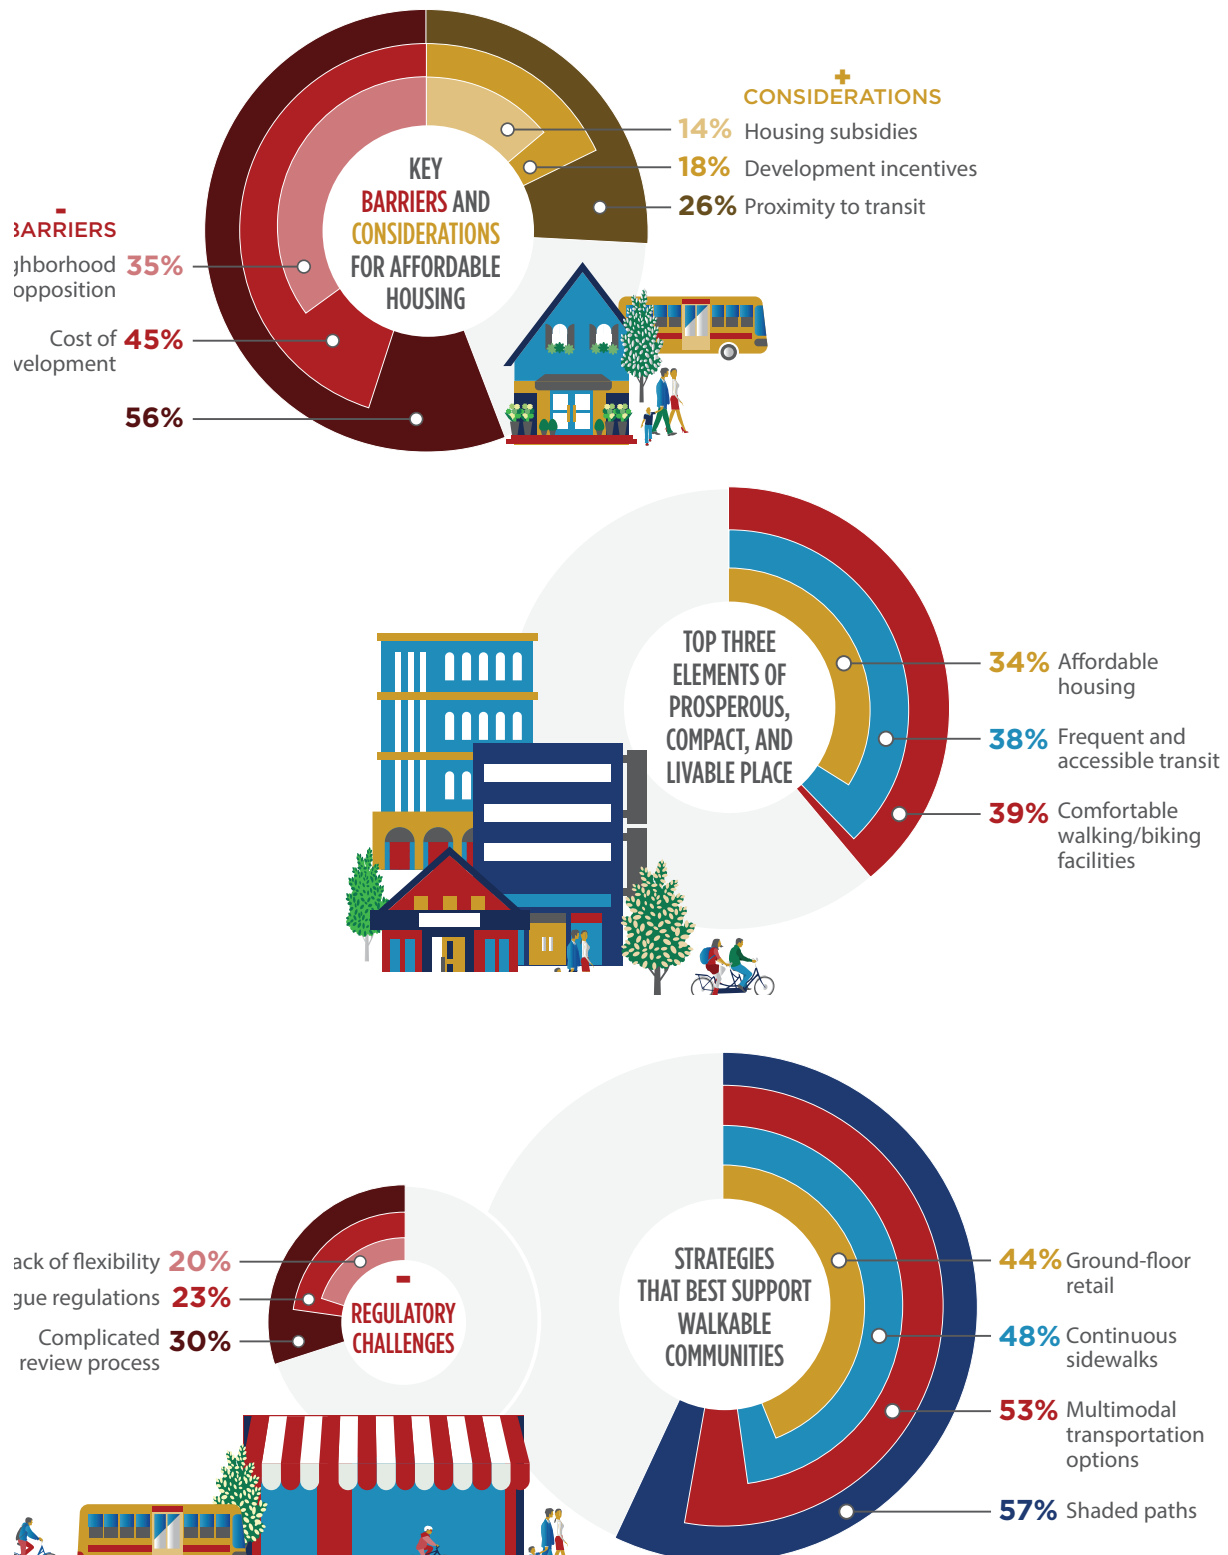 KEY
BARRIERS AND
CONSIDERATIONS
FOR AFFORDABLE
HOUSING
+
CONSIDERATIONS
14% Housing subsidies
18% Development incentives
26% Proximity to transit
-
BARRIERS
ghborhood 35%
opposition
Cost of 45%
velopment
56%
TOP THREE
ELEMENTS OF
PROSPEROUS,
COMPACT, AND
LIVABLE PLACE
34% Affordable
housing
38% Frequent and
accessible transit
39% Comfortable
walking/biking
facilities
-
REGULATORY
CHALLENGES
ack of flexibility 20%
gue regulations 23%
Complicated 30%
review process
STRATEGIES
THAT BEST SUPPORT
WALKABLE
COMMUNITIES
44% Ground-floor
retail
48% Continuous
sidewalks
53% Multimodal
transportation
options
57% Shaded paths